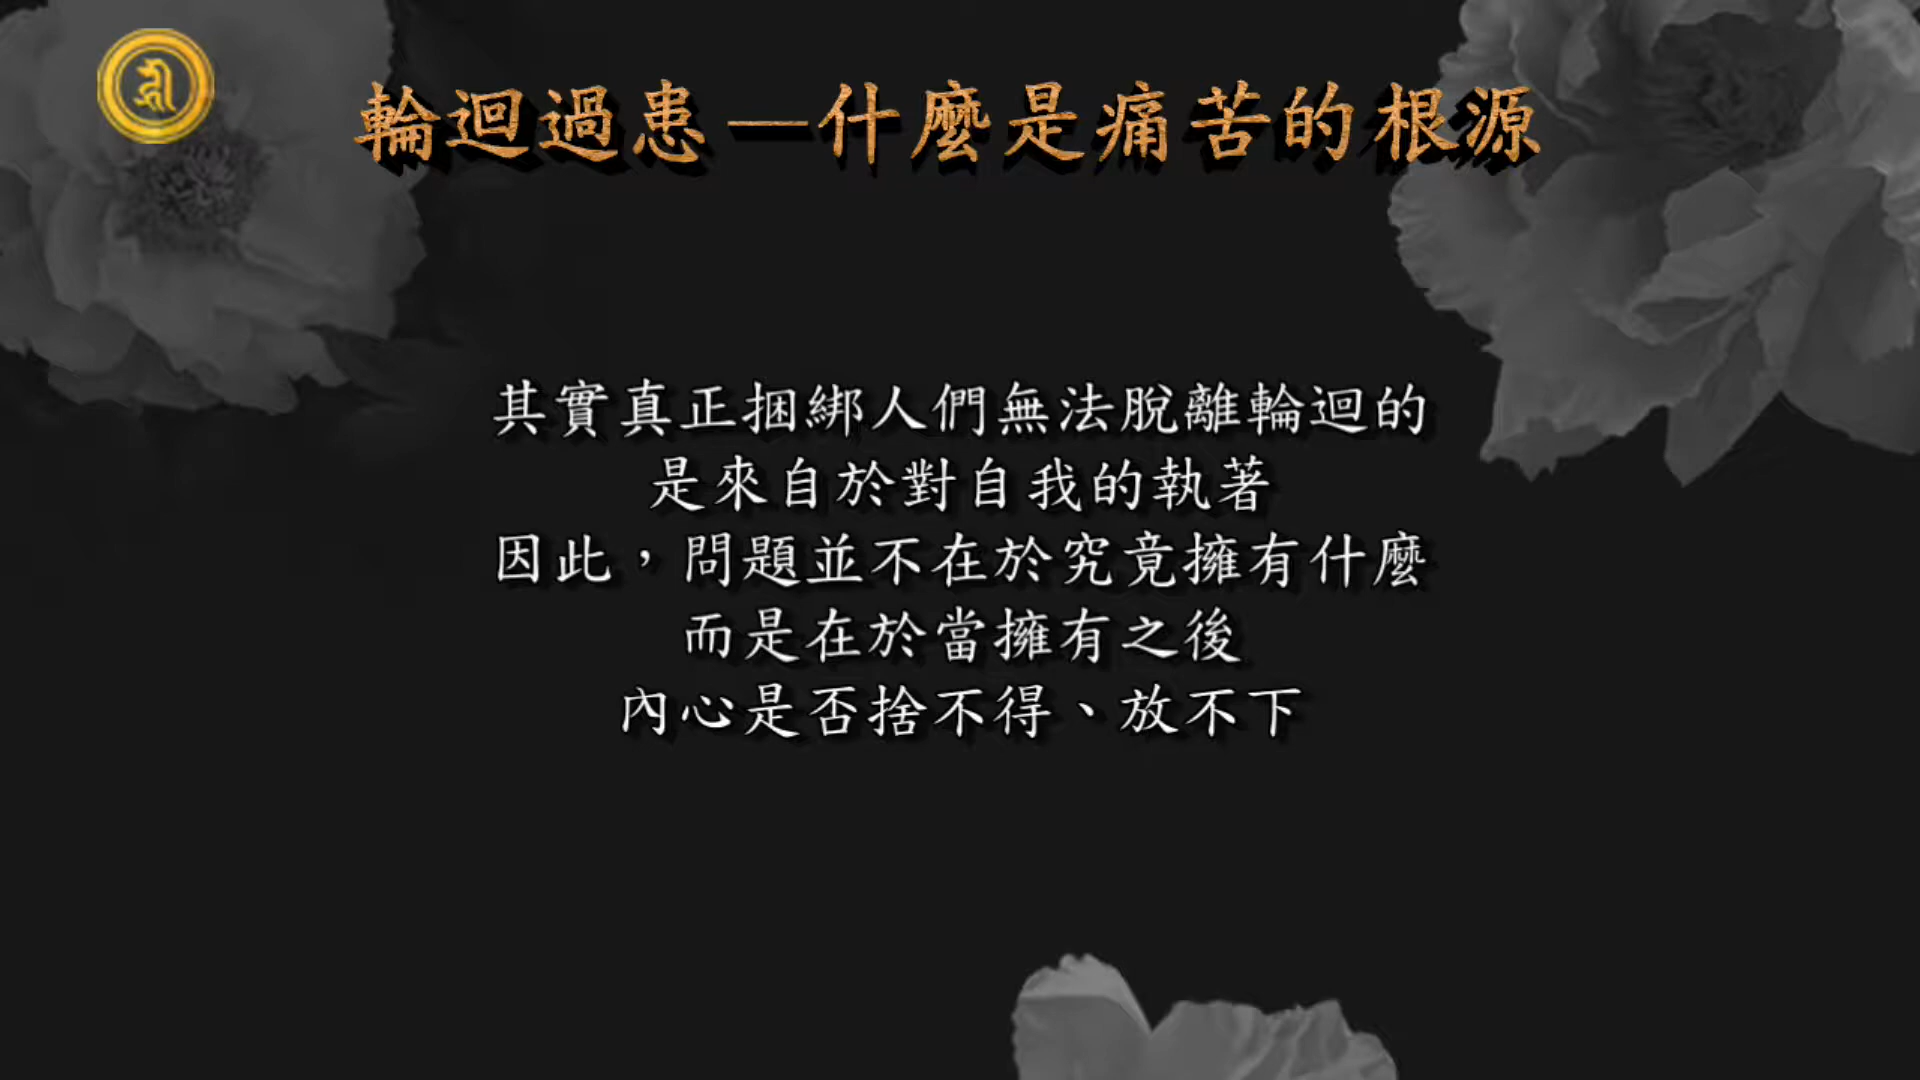 輪迴過患—什麼是痛苦的根源
其實真正捆綁人們無法脫離輪迴的
是來自於對自我的執著
因此，問題並不在於究竟擁有什麼
而是在於當擁有之後
內心是否捨不得、放不下